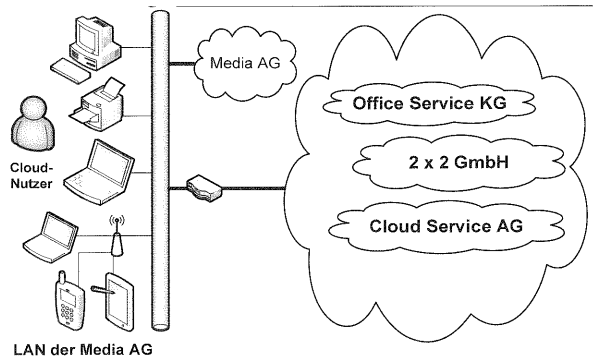 Media AG
Office Service KG
2 x 2 GmbH
Cloud Service AG
Cloud-
Nutzer
LAN der Media AG